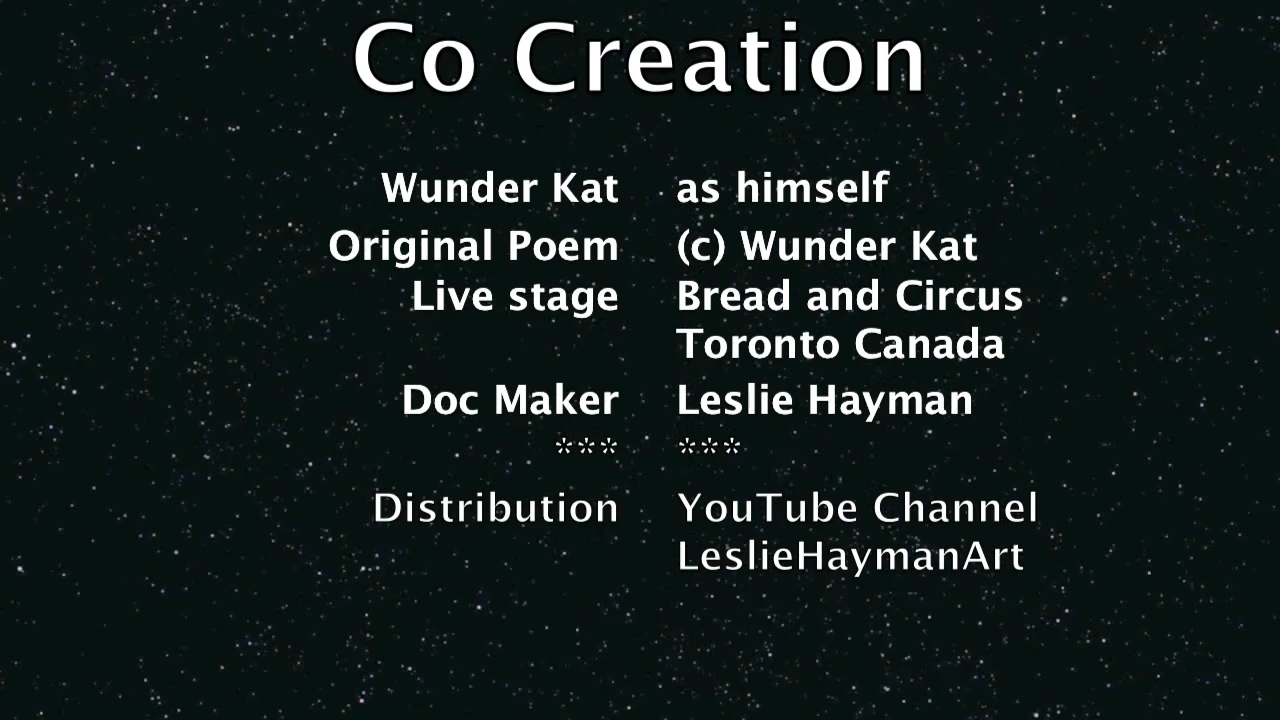 Co Creation
Wunder Kat as himself
Original Poem (c) Wunder Kat
Live stage Bread and Circus
Toronto Canada
Doc Maker Leslie Hayman
*** ***
Distribution YouTube Channel
LeslieHaymanArt